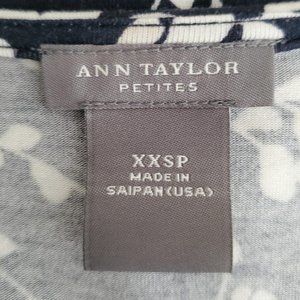 ANN TAYLOR
PETITES
XXSP
MADE IN
SAIPAN (USA)